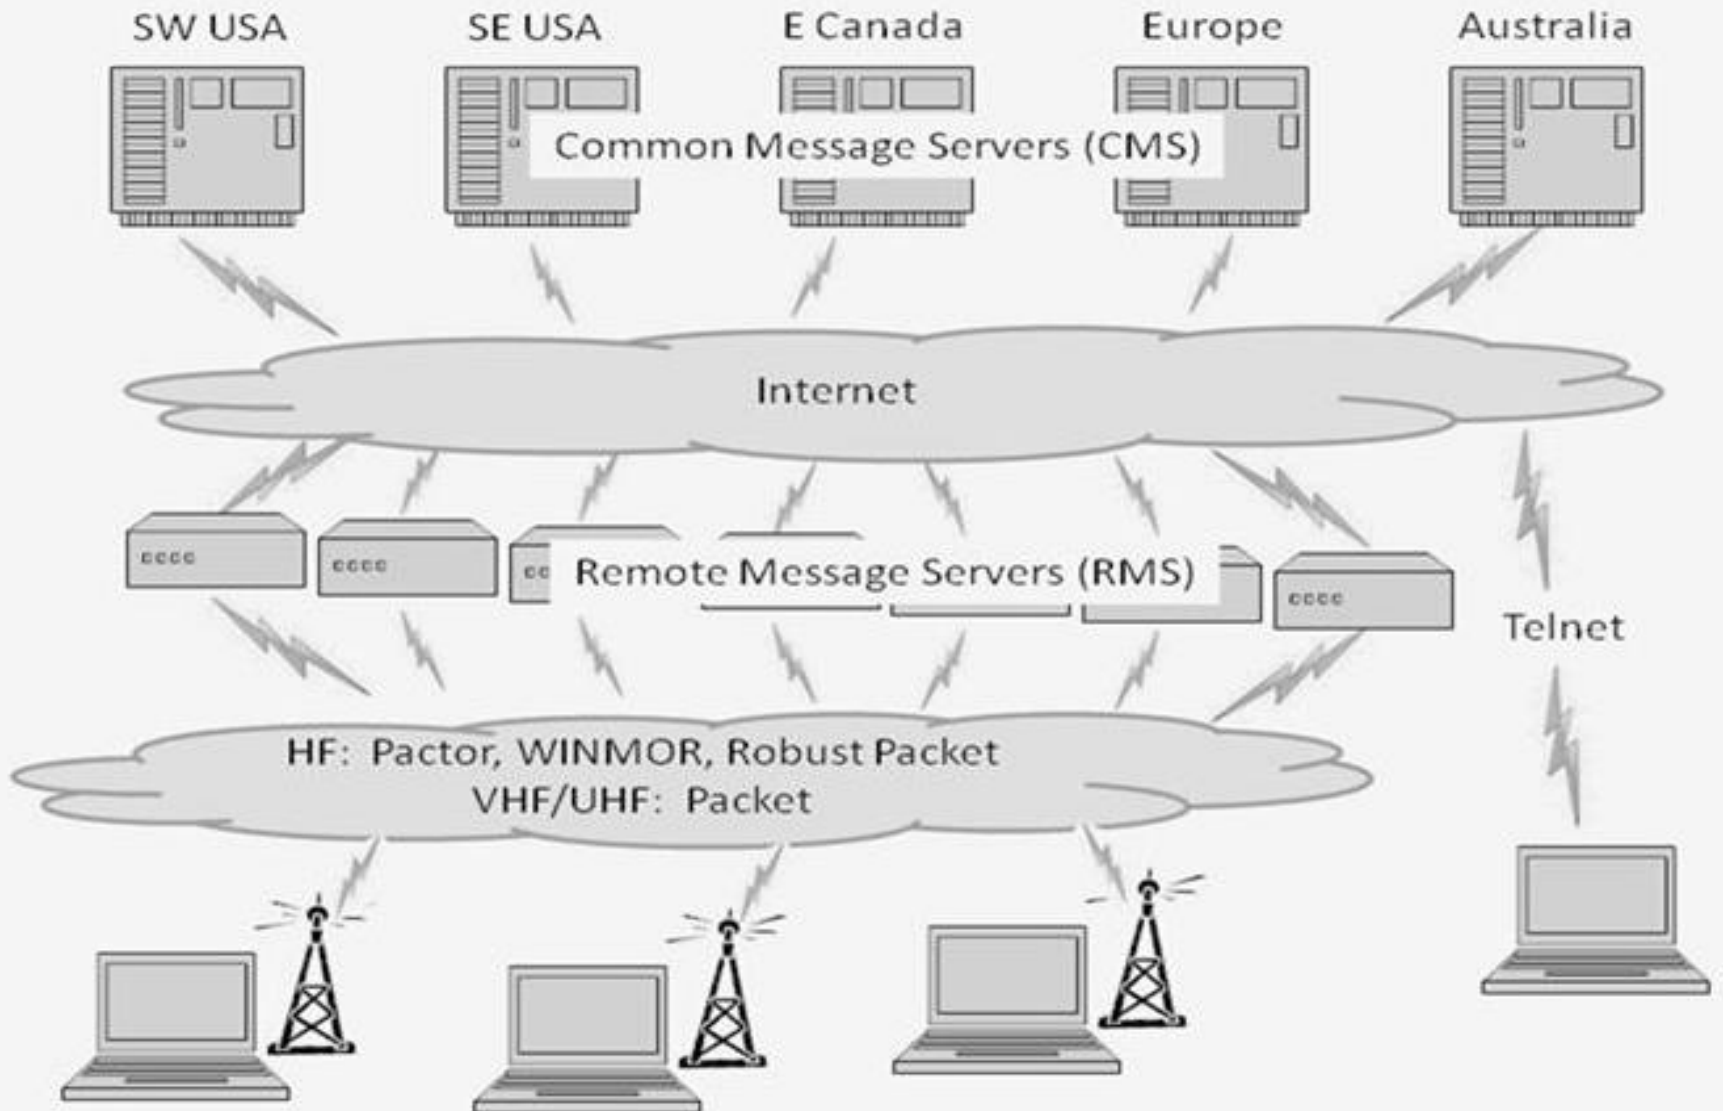 SW USA
SE USA
E Canada
Europe
Australia
Common Message Servers (CMS)
Internet
Remote Message Servers (RMS)
Telnet
HF: Pactor, WINMOR, Robust Packet
VHF/UHF: Packet